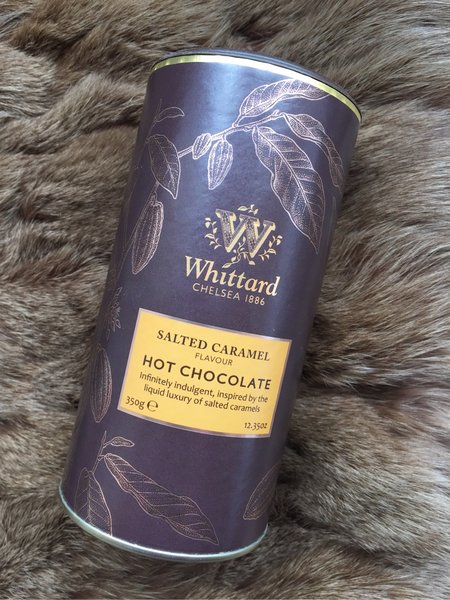 W
Whittard
CHELSEA 1886
SALTED CARAMEL
FLAVOUR
HOT CHOCOLATE
Infinitely indulgent, inspired by the
liquid luxury of salted caramels
350g ℮
12.35oz